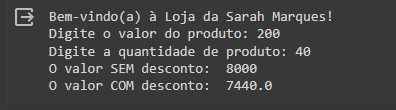 Bem-vindo(a) à Loja da Sarah Marques!
Digite o valor do produto: 200
Digite a quantidade de produto: 40
O valor SEM desconto:  8000
O valor COM desconto:  7440.0